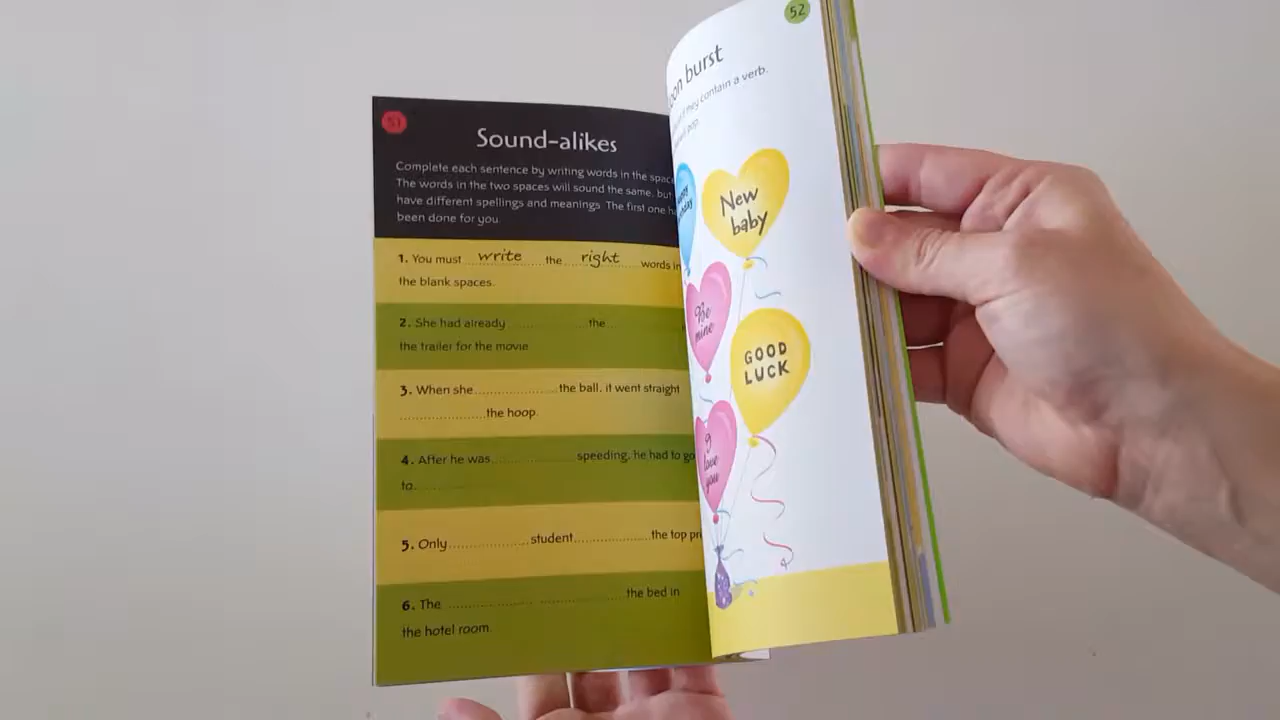 51
Sound-alikes
Complete each sentence by writing words in the
The words in the two spaces will sound the same, but
have different spellings and meanings. The first one
been done for you.
1. You must write the right words in
the blank spaces.
2. She had already the
the trailer for the movie
3. When she the ball, it went straight
the hoop.
4. After he was speeding, he had to go
to
5. Only student the top
6. The the bed in
the hotel room.
52
burst
they contain a verb.
pop.
New
baby
Be
mine
GOOD
LUCK
I
love
you